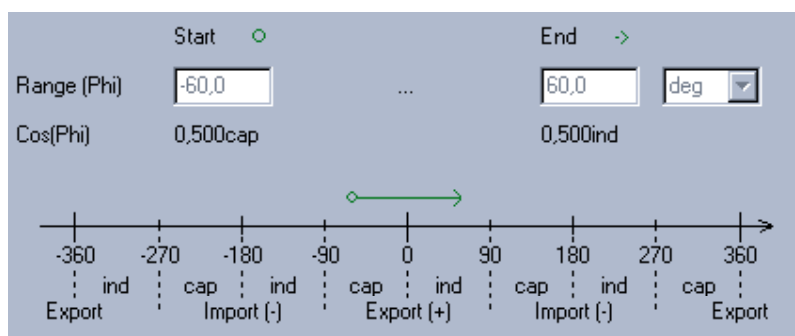 Start End
Range (Phi) -60,0 ... 60,0 deg
Cos(Phi) 0,500cap 0,500ind
-360 -270 -180 -90 0 90 180 270 360
ind cap ind cap ind cap ind cap
Export Import (-) Export (+) Import (-) Export